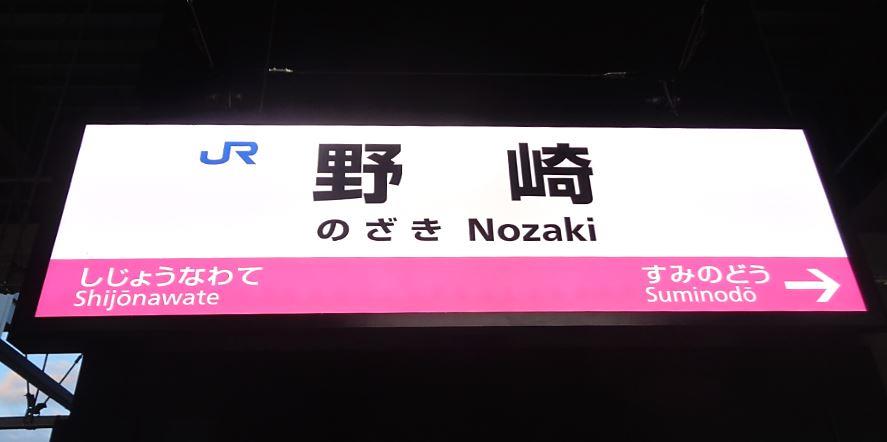 JR 野崎
のざき Nozaki
しじょうなわて すみのどう →
Shijōnawate Suminodō